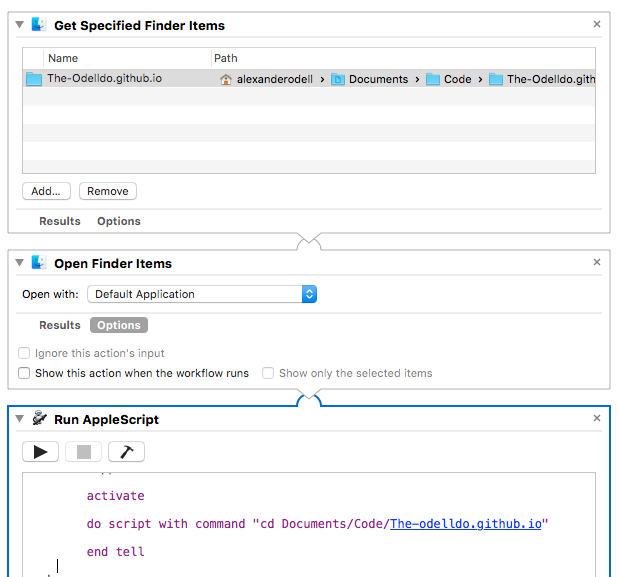 Get Specified Finder Items
Name Path
The-Odelldo.github.io alexanderodell › Documents › Code › The-Odelldo.gith
Add... Remove
Results Options
Open Finder Items
Open with: Default Application
Results Options
Ignore this action's input
Show this action when the workflow runs Show only the selected items
Run AppleScript
activate
do script with command "cd Documents/Code/The-odelldo.github.io"
end tell